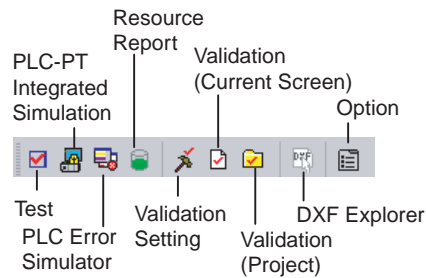 Resource
Report
PLC-PT
Integrated
Simulation
Validation
(Current Screen)
Option
DXF
Test
PLC Error
Simulator
Validation
Setting
Validation
(Project)
DXF Explorer